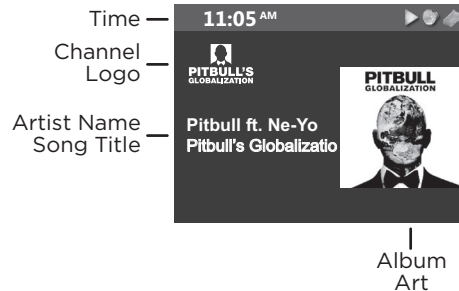 Time
11:05 AM
Channel
Logo
PITBULL'S
GLOBALIZATION
PITBULL
GLOBALIZATION
Artist Name
Song Title
Pitbull ft. Ne-Yo
Pitbull's Globalizatio
Album
Art